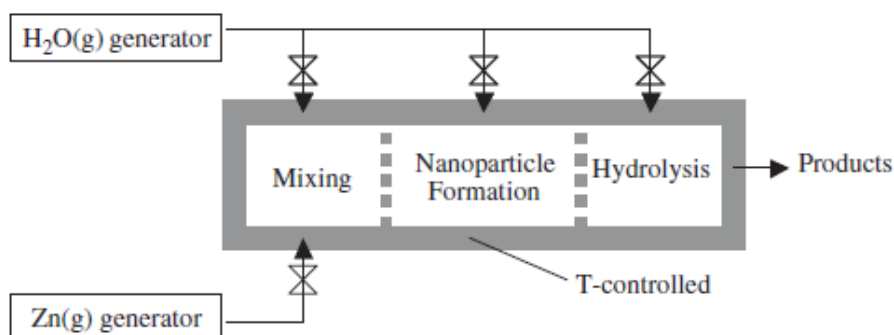 H₂O(g) generator
Mixing
Nanoparticle
Formation
Hydrolysis
Products
T-controlled
Zn(g) generator